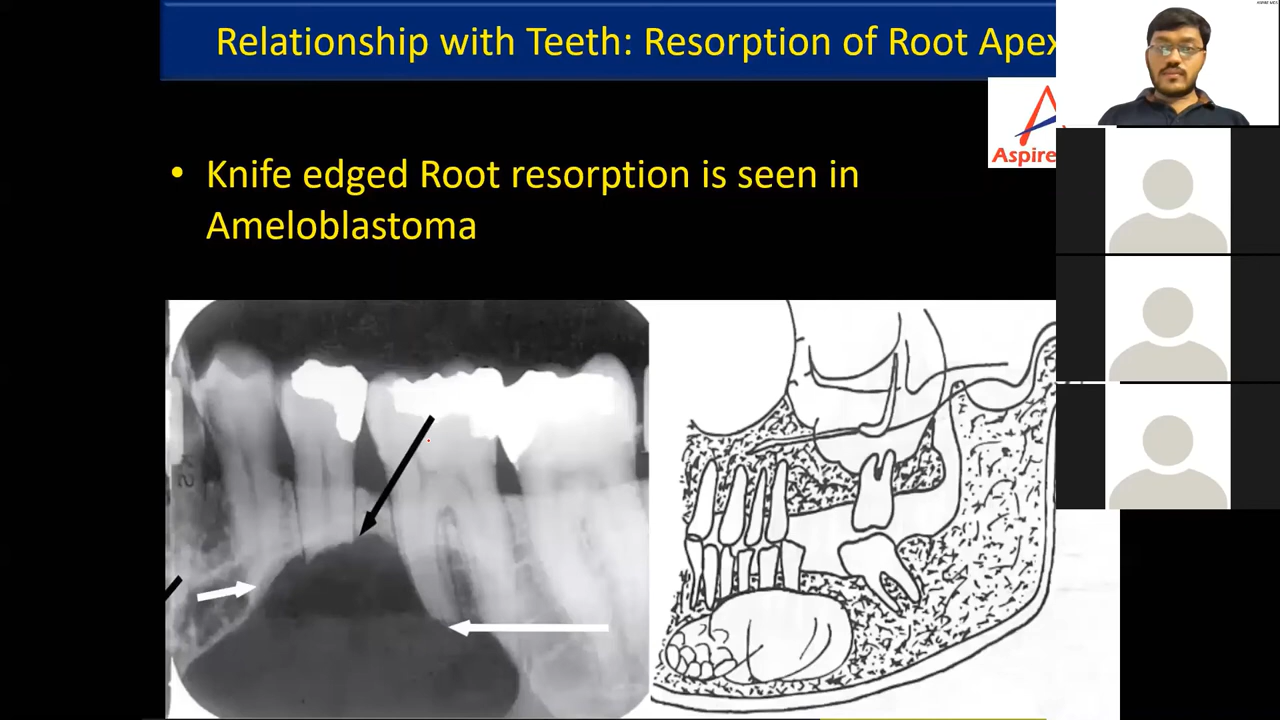 Relationship with Teeth: Resorption of Root Apex
Aspire
• Knife edged Root resorption is seen in
Ameloblastoma